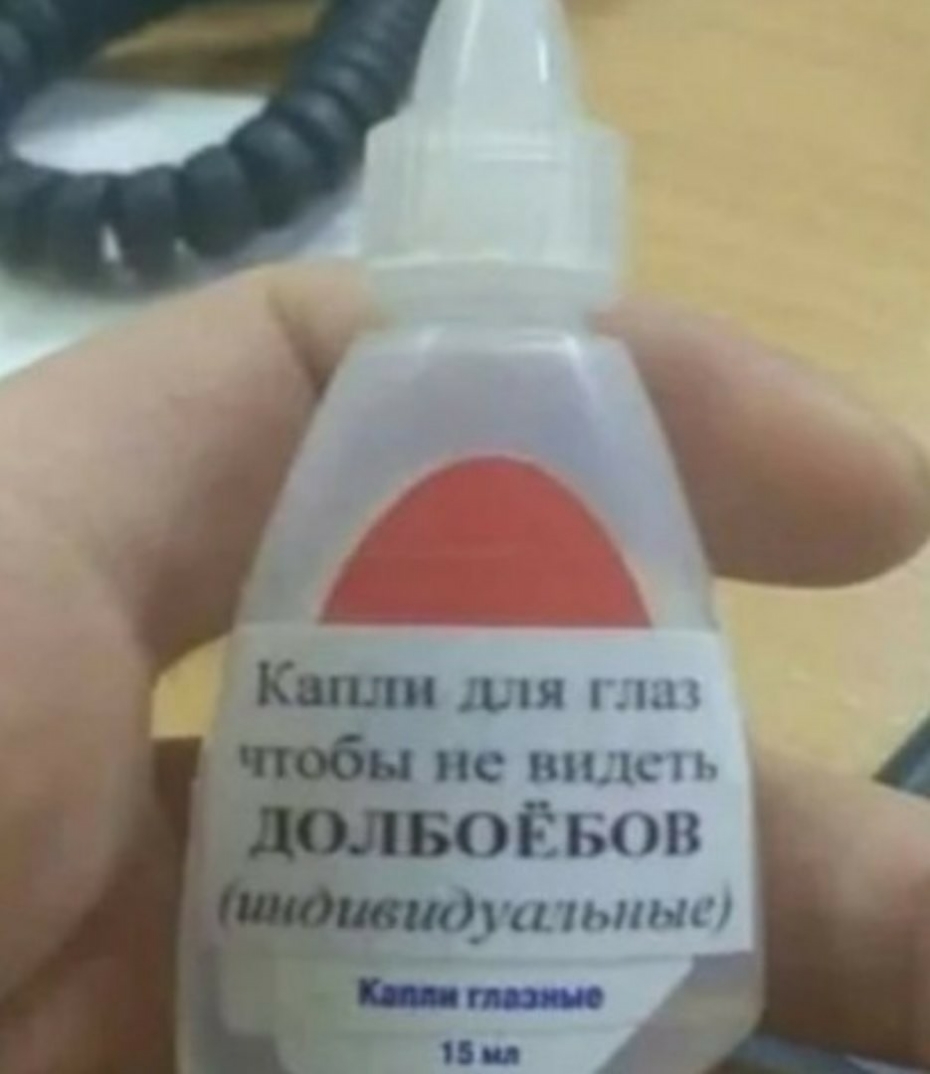 Капли для глаз
чтобы не видеть
ДОЛБОЁБОВ
(индивидуальные)
Капли глазные
15 мл